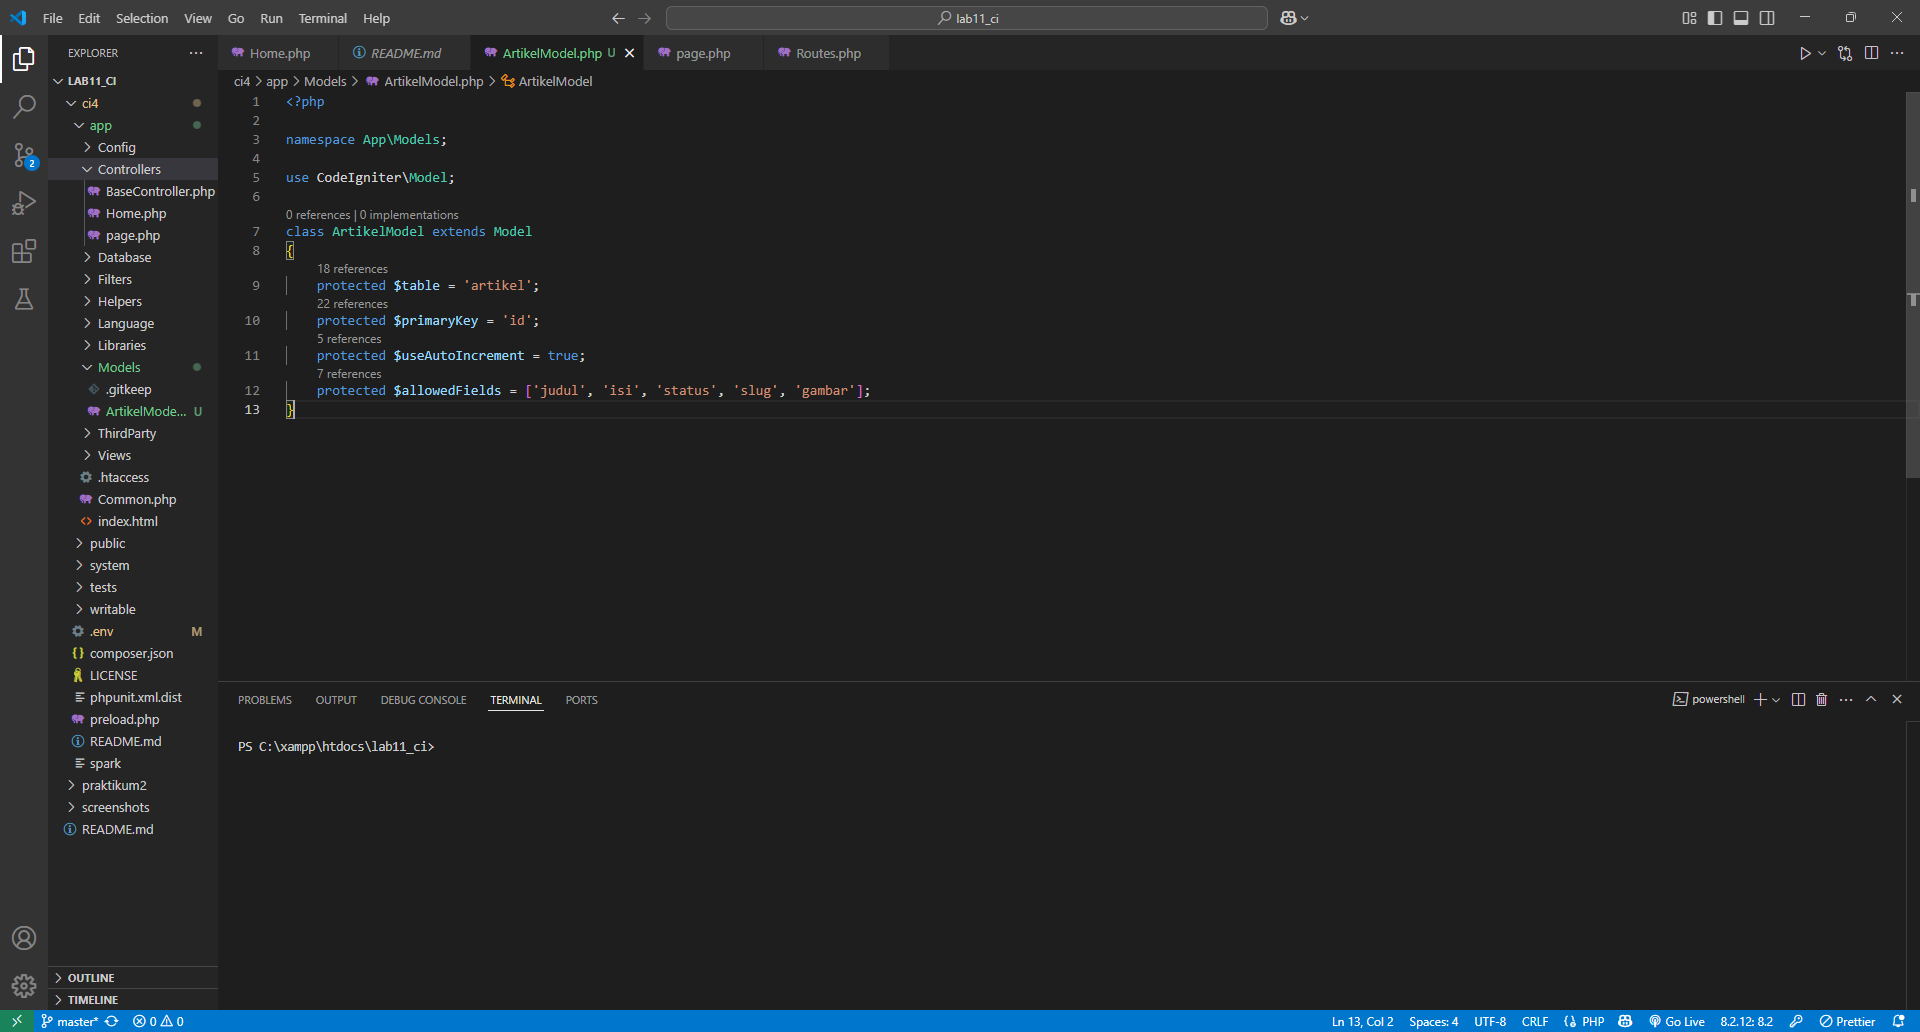 File Edit Selection View Go Run Terminal Help
lab11_ci
EXPLORER
LAB11_CI
ci4
app
Config
Controllers
BaseController.php
Home.php
page.php
Database
Filters
Helpers
Language
Libraries
Models
.gitkeep
ArtikelMode... U
ThirdParty
Views
.htaccess
Common.php
index.html
public
system
tests
writable
.env M
composer.json
LICENSE
phpunit.xml.dist
preload.php
README.md
spark
praktikum2
screenshots
README.md
OUTLINE
TIMELINE
2
Home.php README.md ArtikelModel.php U page.php Routes.php
ci4 > app > Models > ArtikelModel.php > ArtikelModel
1 <?php
2
3 namespace App\Models;
4
5 use CodeIgniter\Model;
6
0 references | 0 implementations
7 class ArtikelModel extends Model
8 {
18 references
9 protected $table = 'artikel';
22 references
10 protected $primaryKey = 'id';
5 references
11 protected $useAutoIncrement = true;
7 references
12 protected $allowedFields = ['judul', 'isi', 'status', 'slug', 'gambar'];
13 }
PROBLEMS OUTPUT DEBUG CONSOLE TERMINAL PORTS
powershell
PS C:\xampp\htdocs\lab11_ci>
master* 0 0
Ln 13, Col 2 Spaces: 4 UTF-8 CRLF {} PHP Go Live 8.2.12: 8.2 Prettier